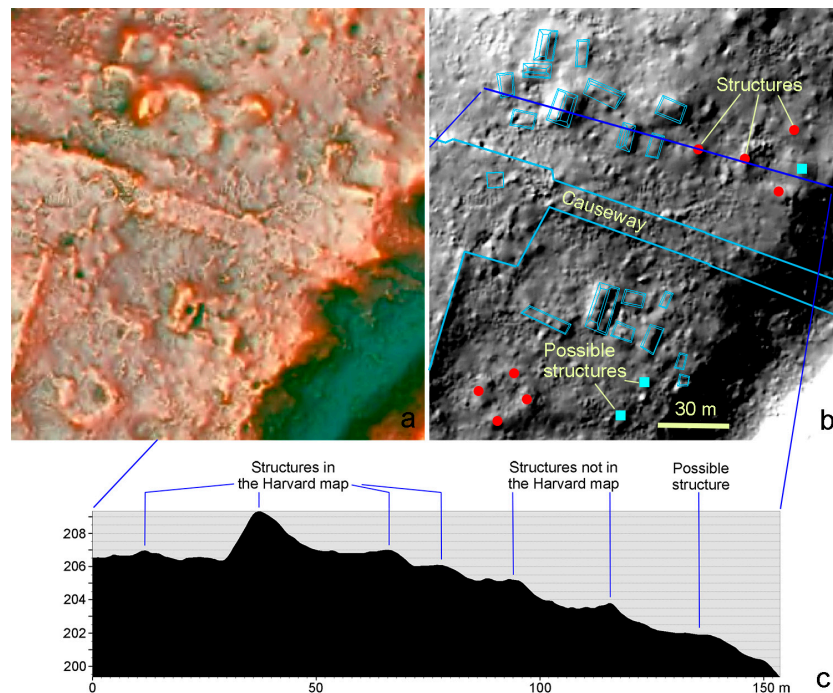 a
Structures
Causeway
Possible
structures
30 m
b
Structures in
the Harvard map
Structures not in
the Harvard map
Possible
structure
208
206
204
202
200
0
50
100
150 m
c